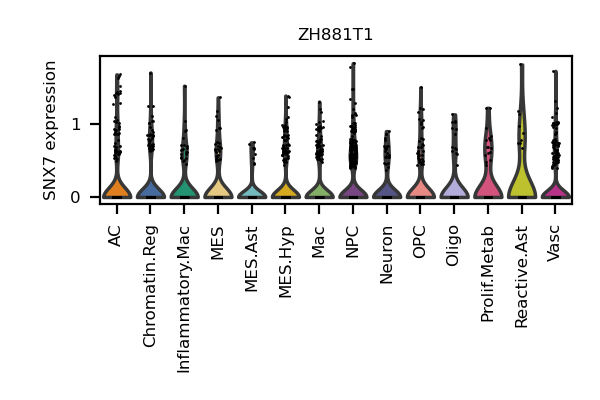 ZH881T1
SNX7 expression
1
0
AC
Chromatin.Reg
Inflammatory.Mac
MES
MES.Ast
MES.Hyp
Mac
NPC
Neuron
OPC
Oligo
Prolif.Metab
Reactive.Ast
Vasc